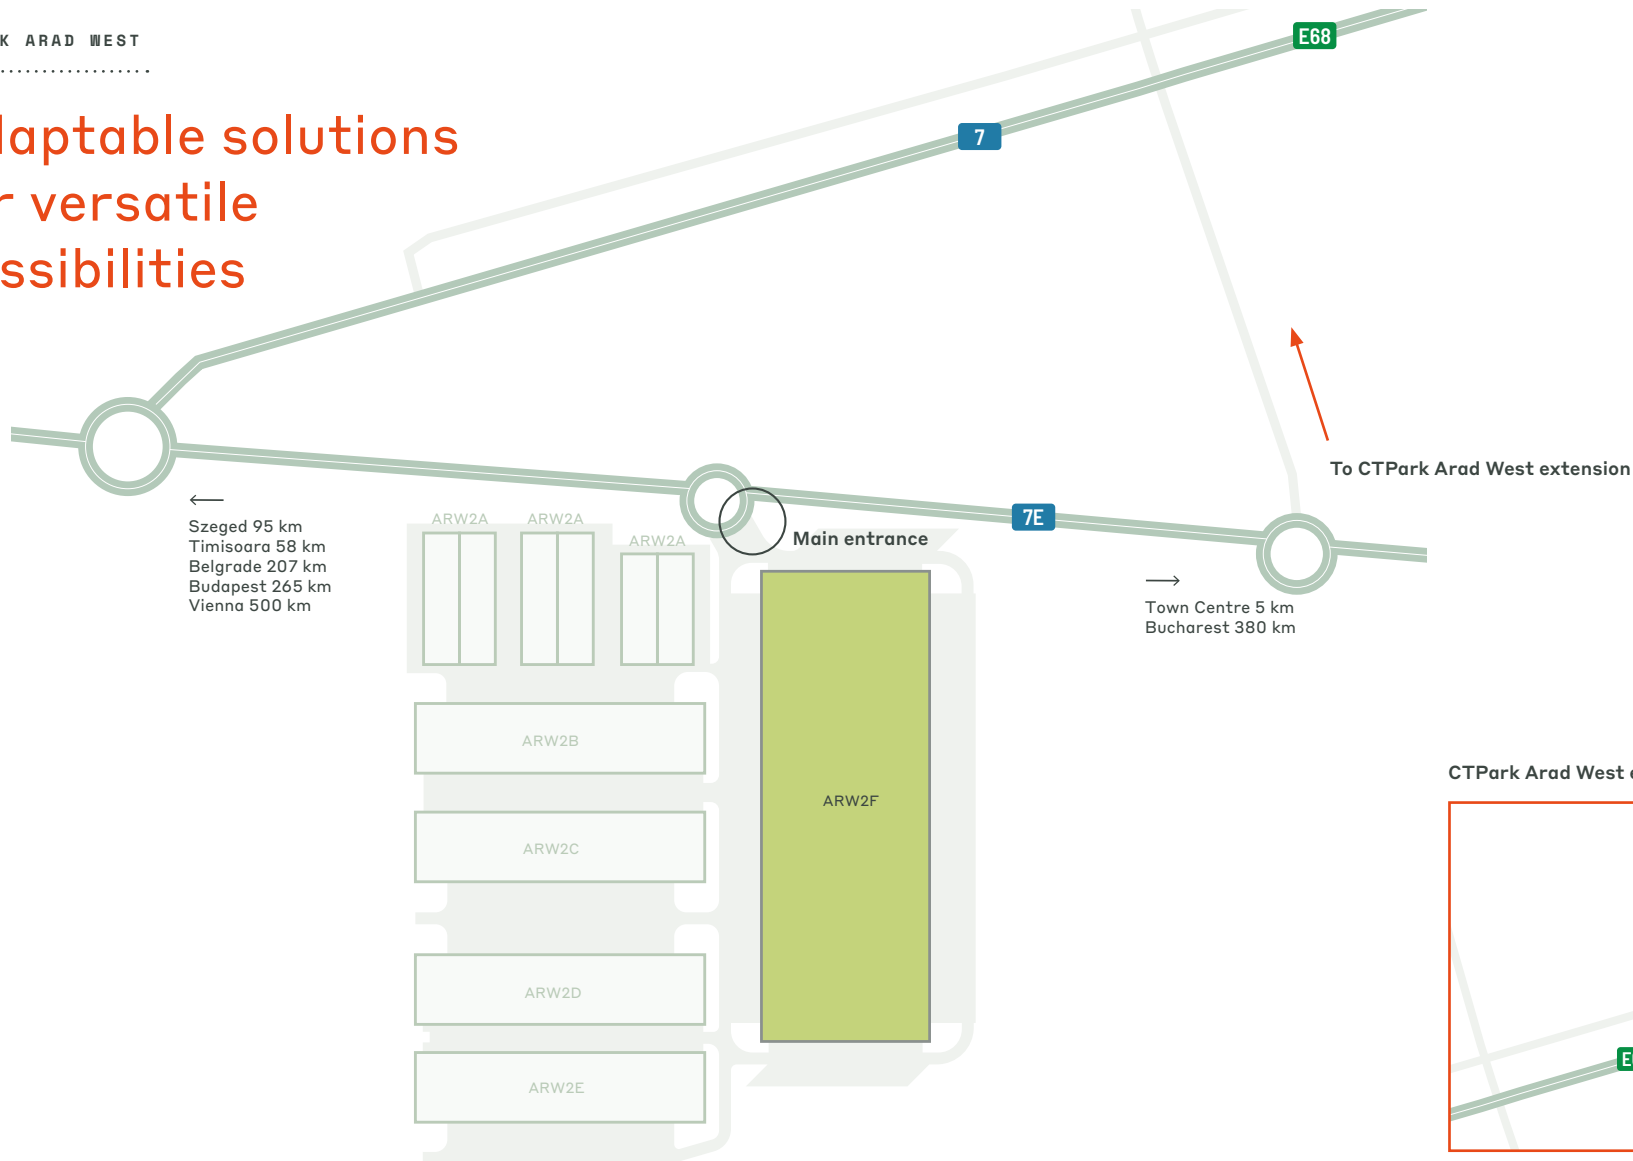 K ARAD WEST
laptable solutions
r versatile
ssibilities
E68
7
To CTPark Arad West extension
7E
Main entrance
Szeged 95 km
Timisoara 58 km
Belgrade 207 km
Budapest 265 km
Vienna 500 km
Town Centre 5 km
Bucharest 380 km
ARW2A
ARW2A
ARW2A
ARW2B
ARW2F
ARW2C
ARW2D
ARW2E
CTPark Arad West